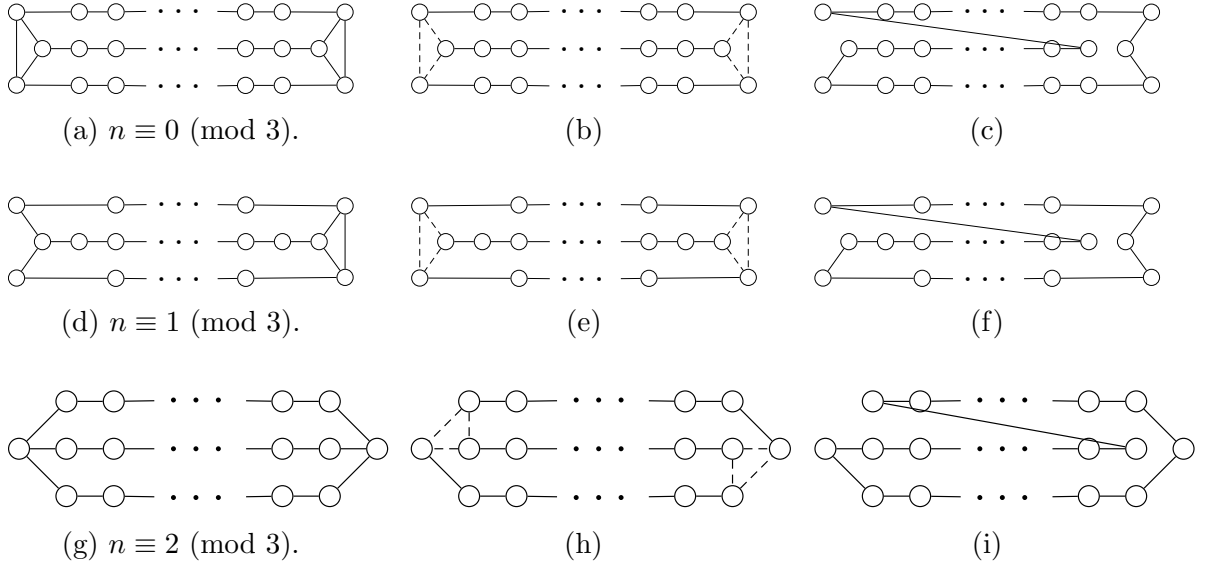 (a) n ≡ 0 (mod 3).
(b)
(c)
(d) n ≡ 1 (mod 3).
(e)
(f)
(g) n ≡ 2 (mod 3).
(h)
(i)